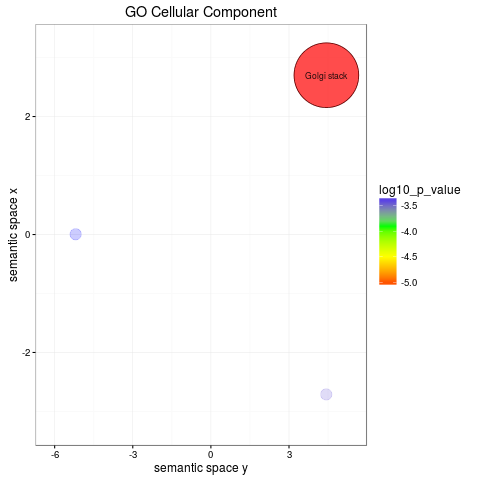 GO Cellular Component
Golgi stack
semantic space x
2
0
-2
-6
-3
0
3
semantic space y
log10_p_value
-3.5
-4.0
-4.5
-5.0